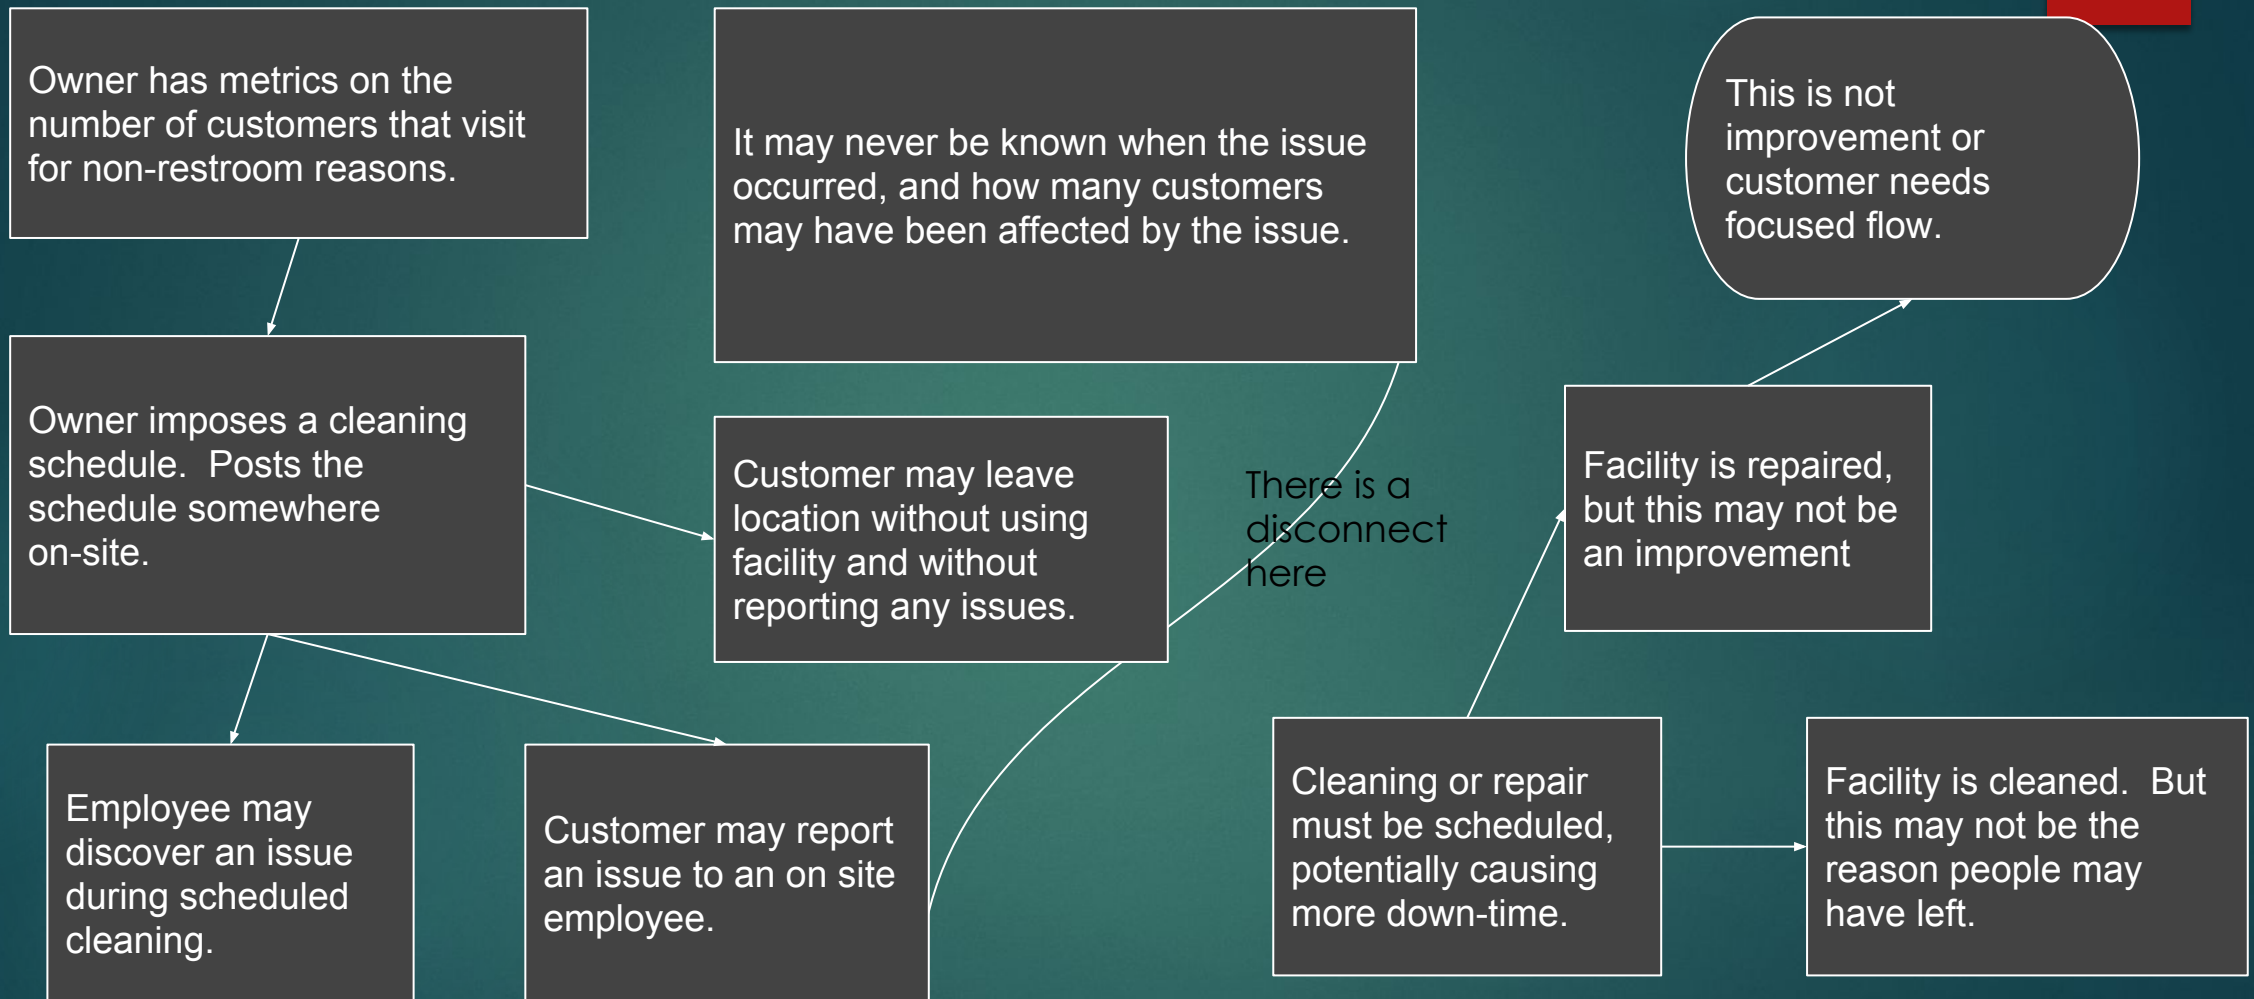 Owner has metrics on the
number of customers that visit
for non-restroom reasons.
Owner imposes a cleaning
schedule.  Posts the
schedule somewhere
on-site.
Employee may
discover an issue
during scheduled
cleaning.
Customer may report
an issue to an on site
employee.
Customer may leave
location without using
facility and without
reporting any issues.
It may never be known when the issue
occurred, and how many customers
may have been affected by the issue.
There is a
disconnect
here
Cleaning or repair
must be scheduled,
potentially causing
more down-time.
Facility is cleaned.  But
this may not be the
reason people may
have left.
Facility is repaired,
but this may not be
an improvement
This is not
improvement or
customer needs
focused flow.